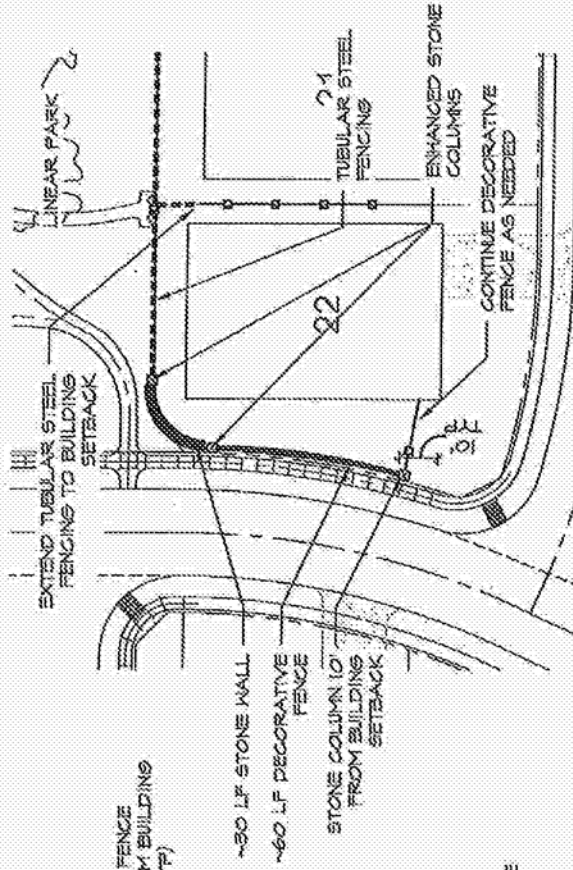 LINEAR PARK
EXTEND TUBULAR STEEL
FENCING TO BUILDING
SETBACK
21
TUBULAR STEEL
FENCING
ENHANCED STONE
COLUMNS
CONTINUE DECORATIVE
FENCE AS NEEDED
22
10'
TYP
~30 LF STONE WALL
~60 LF DECORATIVE
FENCE
STONE COLUMN 10'
FROM BUILDING
SETBACK
FENCE
M BUILDING